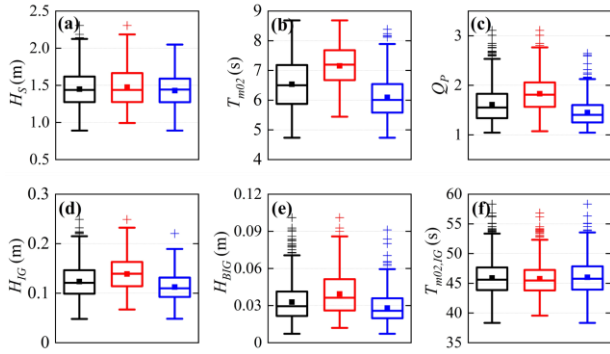 (a)
H_S (m)
2.5
2.0
1.5
1.0
0.5
(b)
T_m02 (s)
9
8
7
6
5
4
(c)
Q_P
3
2
1
(d)
H_IG (m)
0.3
0.2
0.1
0.0
(e)
H_BIG (m)
0.12
0.09
0.06
0.03
0.00
(f)
T_m02,IG (s)
60
55
50
45
40
35